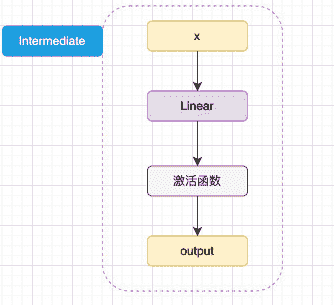 Intermediate
x
Linear
激活函数
output